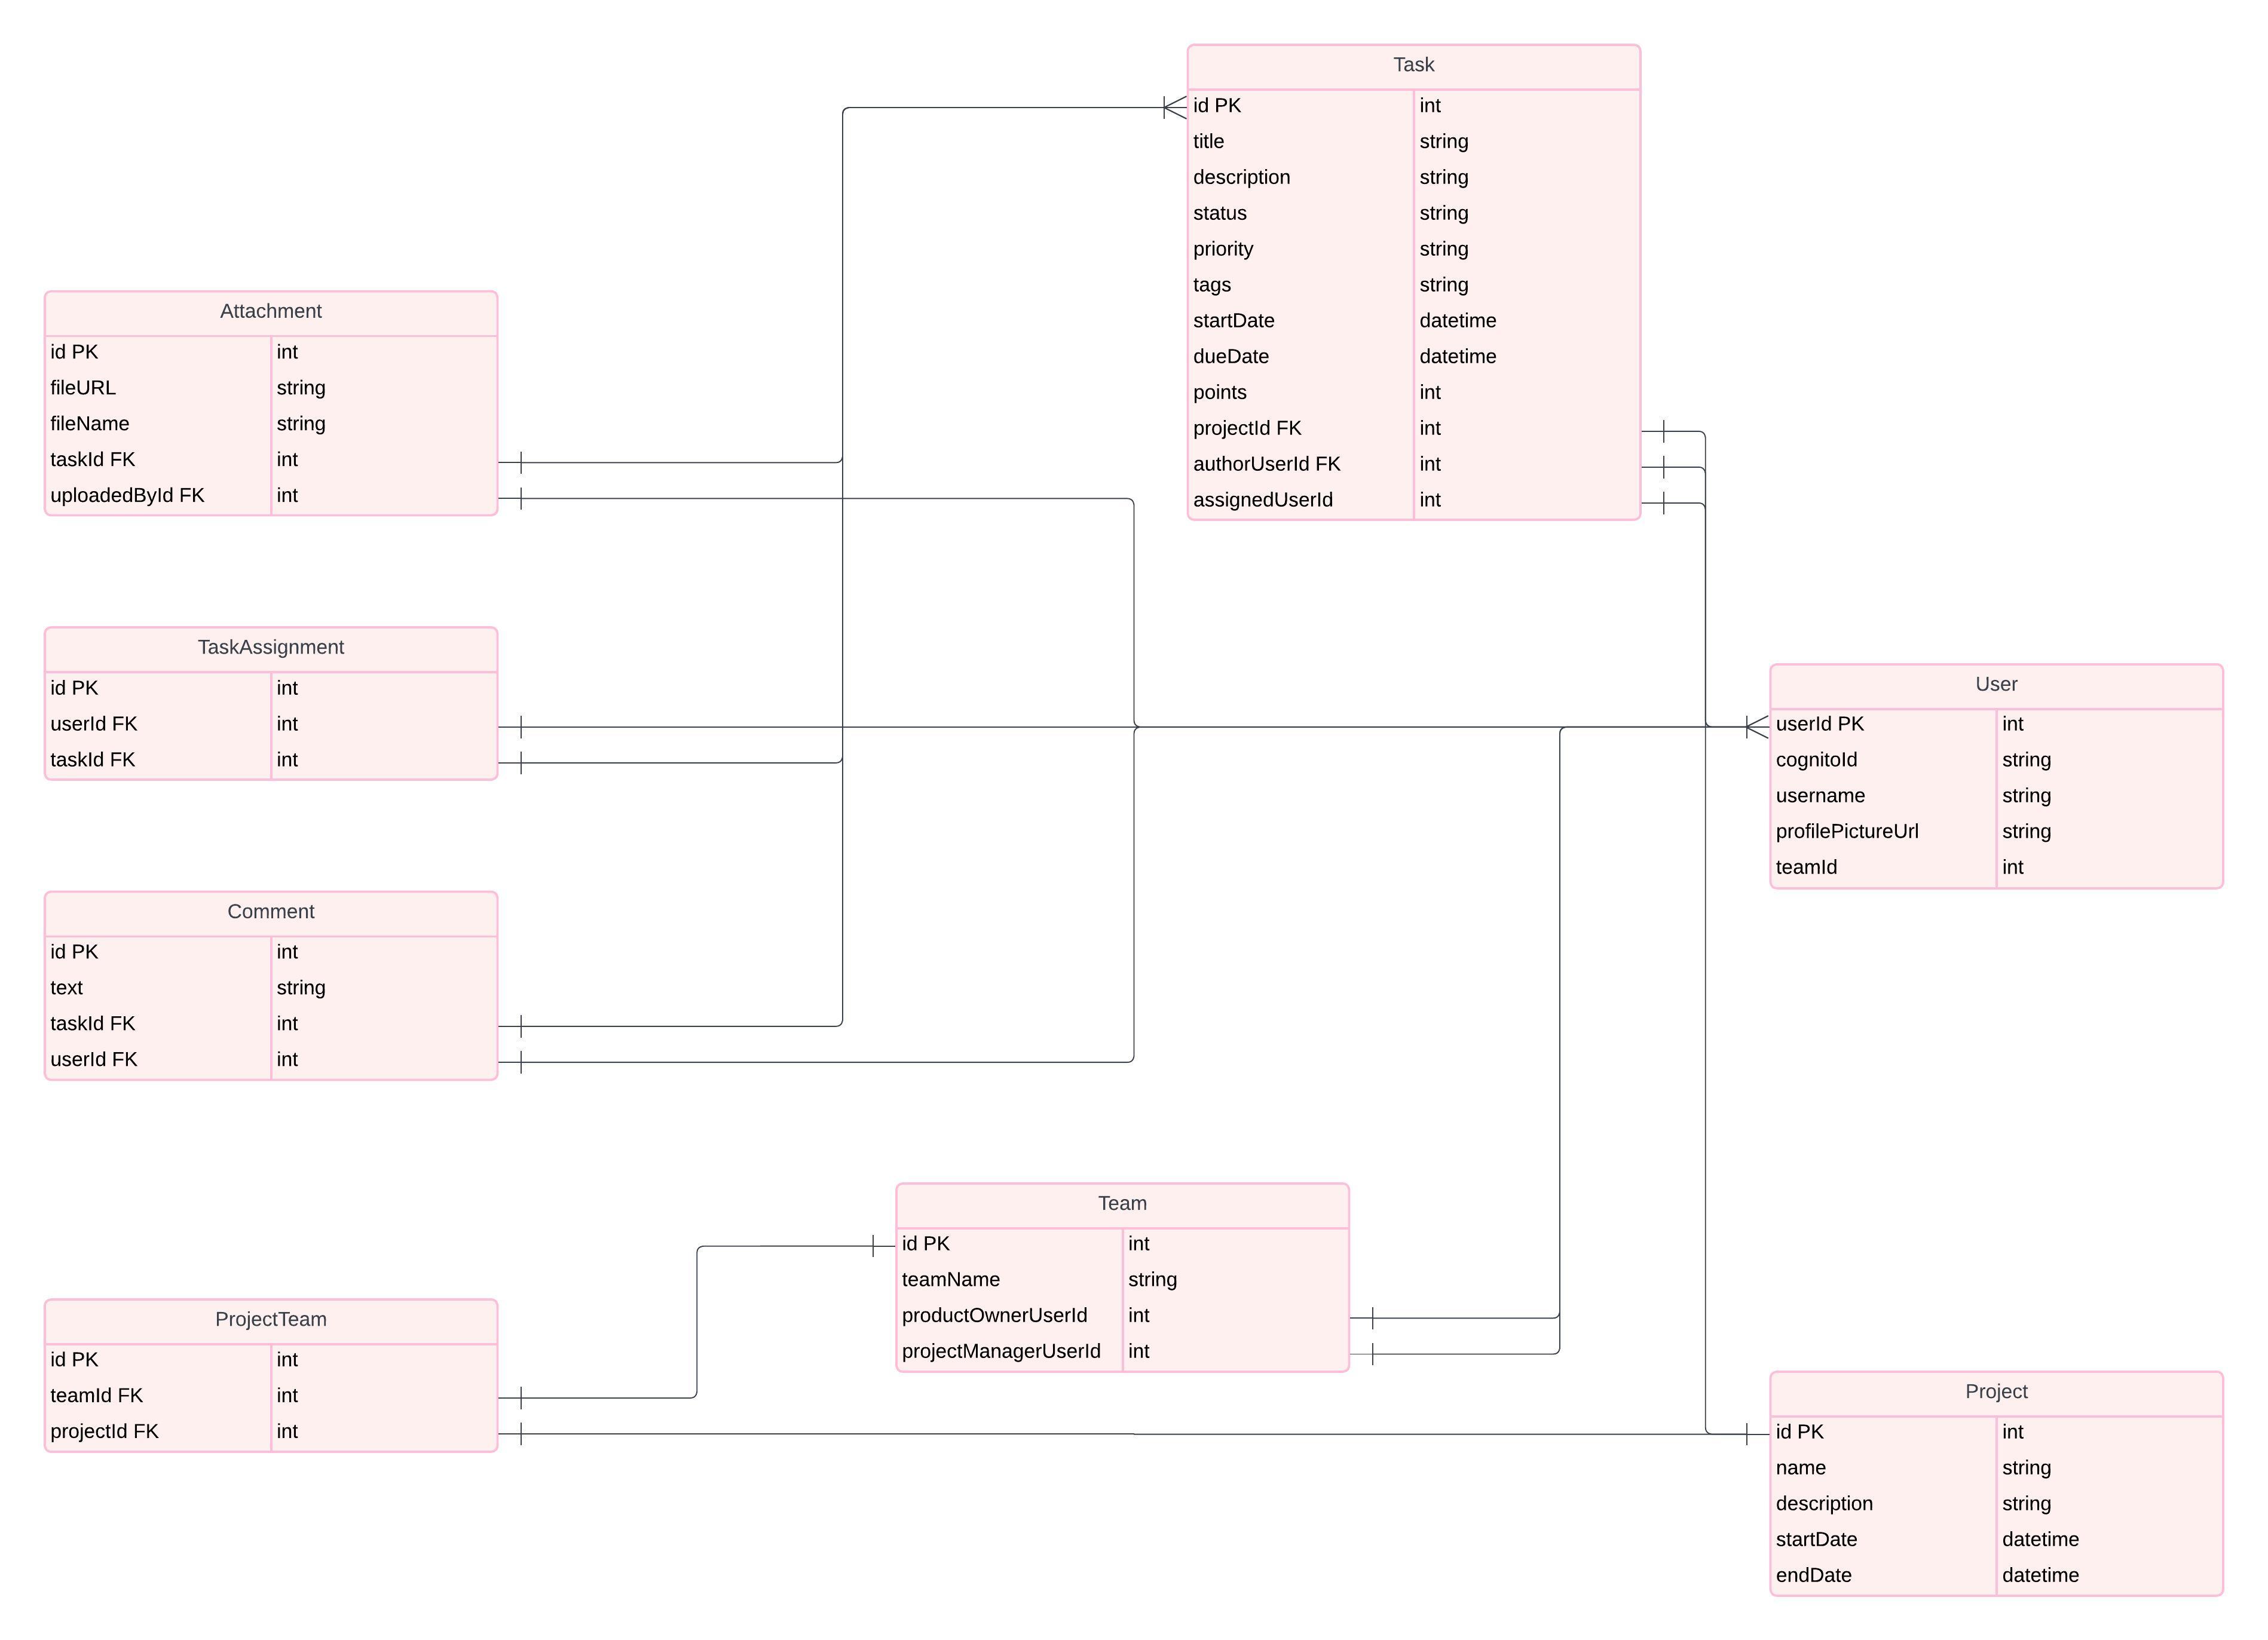 Task
id PK int
title string
description string
status string
priority string
tags string
startDate datetime
dueDate datetime
points int
projectId FK int
authorUserId FK int
assignedUserId int
Attachment
id PK int
fileURL string
fileName string
taskId FK int
uploadedById FK int
TaskAssignment
id PK int
userId FK int
taskId FK int
User
userId PK int
cognitoId string
username string
profilePictureUrl string
teamId int
Comment
id PK int
text string
taskId FK int
userId FK int
Team
id PK int
teamName string
productOwnerUserId int
projectManagerUserId int
ProjectTeam
id PK int
teamId FK int
projectId FK int
Project
id PK int
name string
description string
startDate datetime
endDate datetime